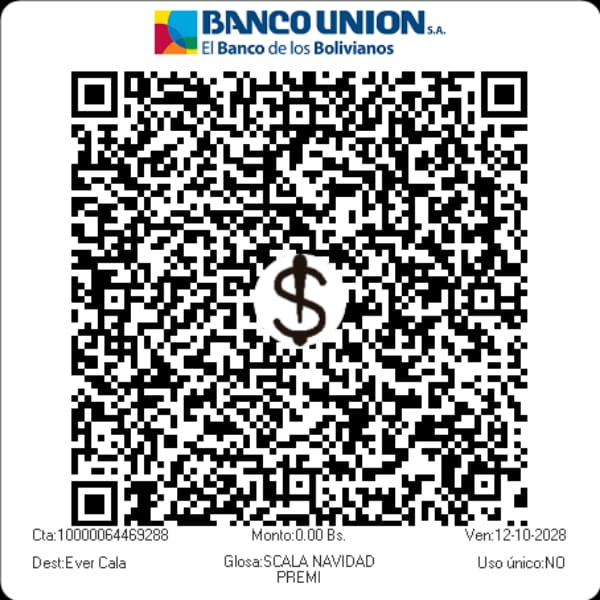 BANCO UNION S.A.
El Banco de los Bolivianos
$
Cta:10000064469288 Monto:0.00 Bs. Ven:12-10-2028
Dest:Ever Cala Glosa:SCALA NAVIDAD PREMI Uso único:NO